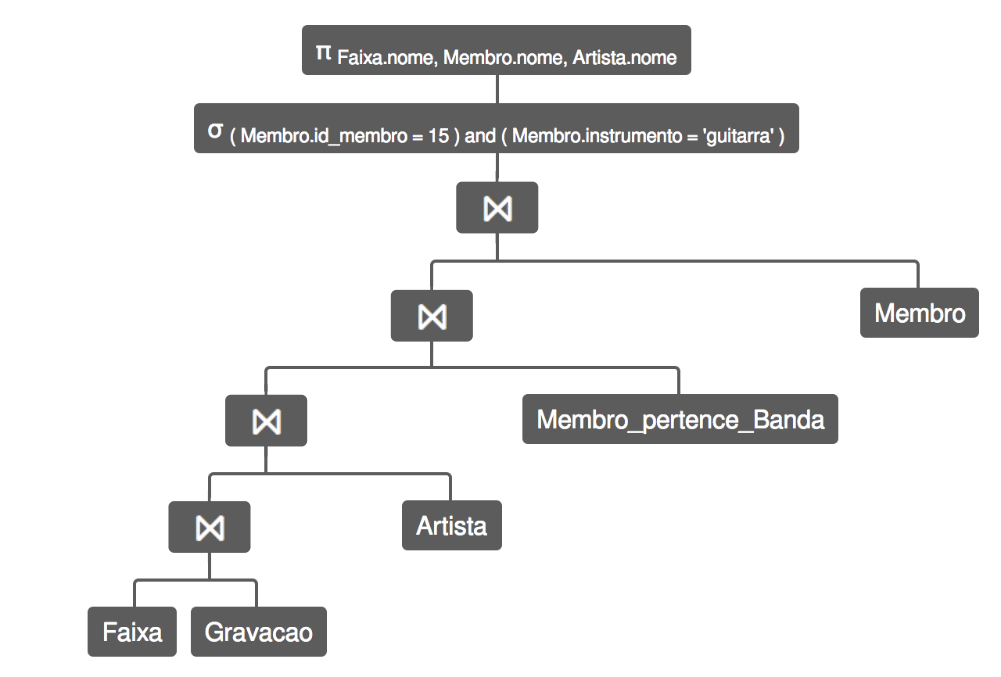 π Faixa.nome, Membro.nome, Artista.nome
σ ( Membro.id_membro = 15 ) and ( Membro.instrumento = 'guitarra' )
⋈
⋈
Membro
⋈
Membro_pertence_Banda
⋈
Artista
Faixa
Gravacao